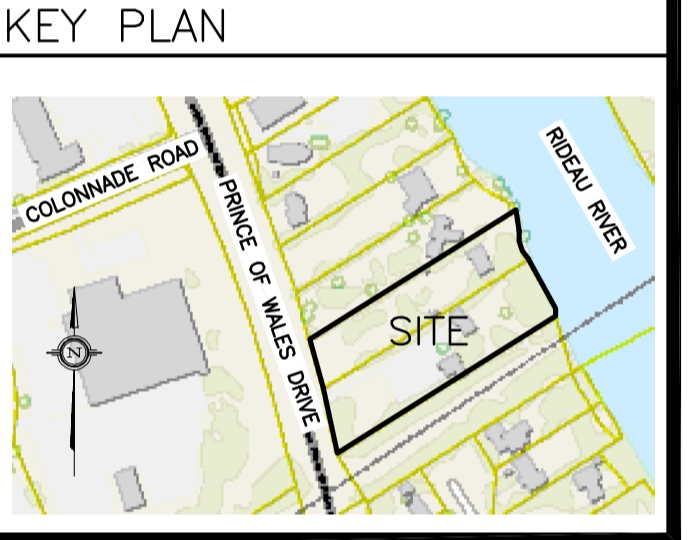 KEY PLAN
COLONNADE ROAD
PRINCE OF WALES DRIVE
RIDEAU RIVER
SITE
N